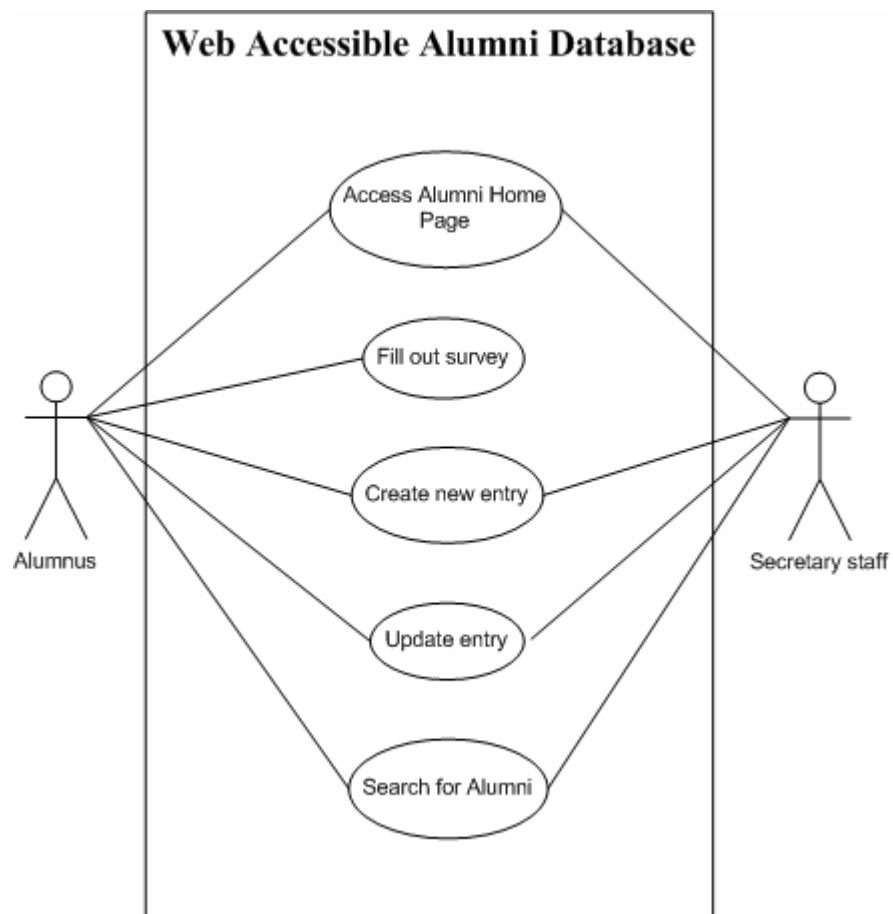 Web Accessible Alumni Database
Access Alumni Home
Page
Fill out survey
Create new entry
Alumnus
Secretary staff
Update entry
Search for Alumni